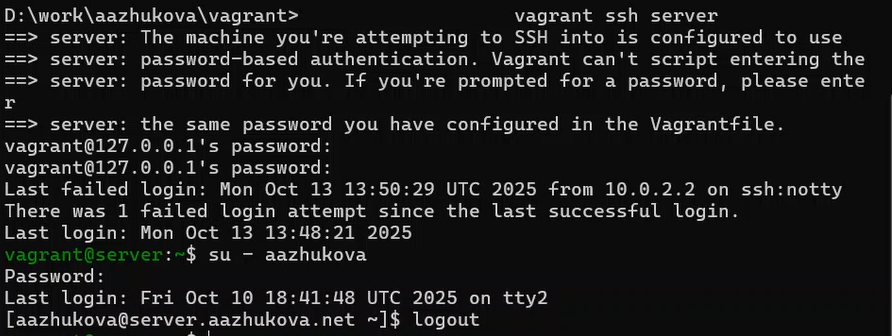 D:\work\aazhukova\vagrant>                  vagrant ssh server
==> server: The machine you're attempting to SSH into is configured to use
==> server: password-based authentication. Vagrant can't script entering the
==> server: password for you. If you're prompted for a password, please ente
r
==> server: the same password you have configured in the Vagrantfile.
vagrant@127.0.0.1's password:
vagrant@127.0.0.1's password:
Last failed login: Mon Oct 13 13:50:29 UTC 2025 from 10.0.2.2 on ssh:notty
There was 1 failed login attempt since the last successful login.
Last login: Mon Oct 13 13:48:21 2025
vagrant@server:~$ su - aazhukova
Password:
Last login: Fri Oct 10 18:41:48 UTC 2025 on tty2
[aazhukova@server.aazhukova.net ~]$ logout